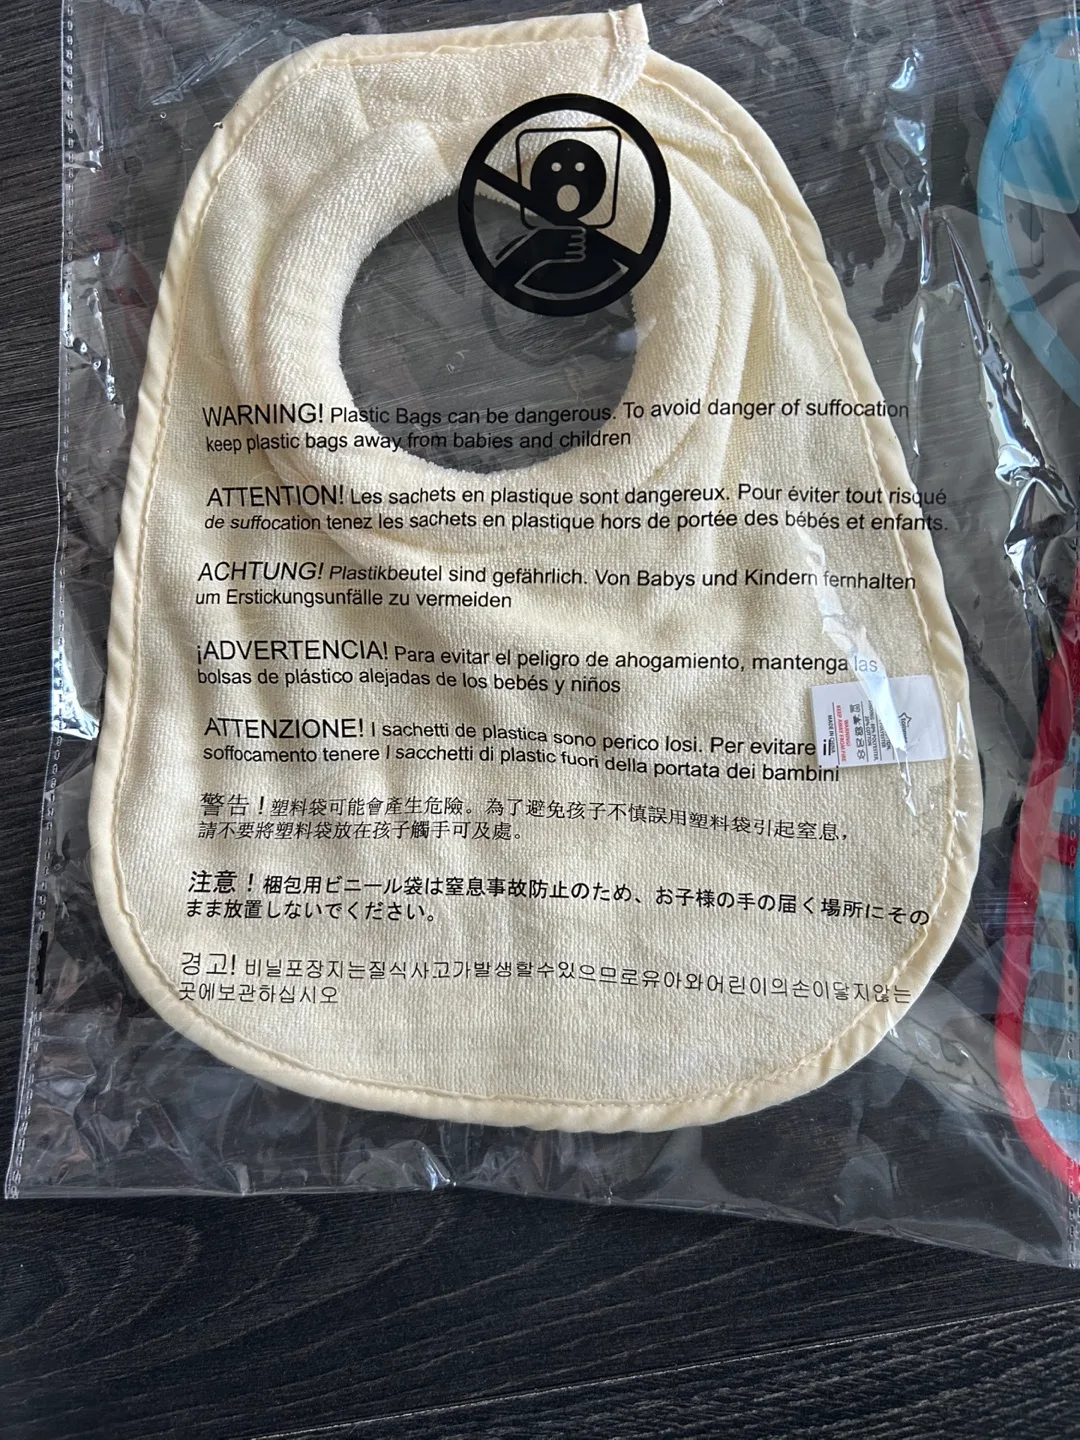 WARNING! Plastic Bags can be dangerous. To avoid danger of suffocation
keep plastic bags away from babies and children
ATTENTION! Les sachets en plastique sont dangereux. Pour éviter tout risqué
de suffocation tenez les sachets en plastique hors de portée des bébés et enfants.
ACHTUNG! Plastikbeutel sind gefährlich. Von Babys und Kindern fernhalten
um Erstickungsunfälle zu vermeiden
¡ADVERTENCIA! Para evitar el peligro de ahogamiento, mantenga las
bolsas de plástico alejadas de los bebés y niños
ATTENZIONE! I sachetti de plastica sono perico losi. Per evitare il
soffocamento tenere I sacchetti di plastic fuori della portata dei bambini
警告！塑料袋可能會產生危險。為了避免孩子不慎誤用塑料袋引起窒息，
請不要將塑料袋放在孩子觸手可及處。
注意！梱包用ビニール袋は窒息事故防止のため、お子様の手の届く場所にその
まま放置しないでください。
경고! 비닐포장지는질식사고가발생할수있으므로유아와어린이의손이닿지않는
곳에보관하십시오
WARNING
KEEP AWAY FROM FIRE
MADE IN CHINA